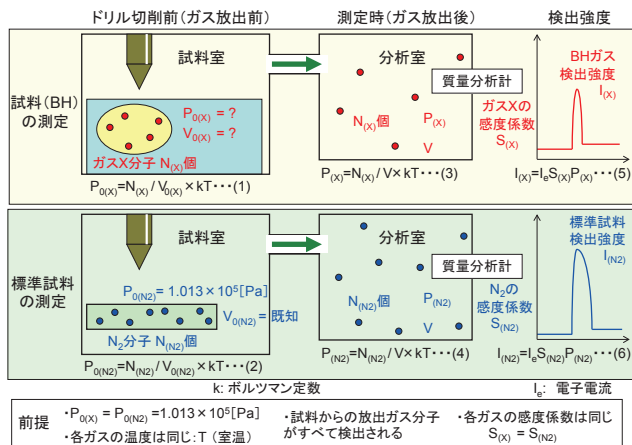 ドリル切削前（ガス放出前）
測定時（ガス放出後）
検出強度
試料（BH）
の測定
試料室
P0(X) = ?
V0(X) = ?
ガスX分子 N(X)個
P0(X)=N(X)/V0(X)×kT･･･(1)
分析室
質量分析計
N(X)個
P(X)
V
P(X)=N(X)/V×kT･･･(3)
ガスXの
感度係数
S(X)
BHガス
検出強度
I(X)
I(X)=IeS(X)P(X)･･･(5)
標準試料
の測定
試料室
P0(N2)= 1.013×10⁵[Pa]
V0(N2)= 既知
N₂分子 N(N2)個
P0(N2)=N(N2)/V0(N2)×kT･･･(2)
分析室
質量分析計
N(N2)個
P(N2)
V
P(N2)=N(N2)/V×kT･･･(4)
N₂の
感度係数
S(N2)
標準試料
検出強度
I(N2)
I(N2)=IeS(N2)P(N2)･･･(6)
k: ボルツマン定数
Ie: 電子電流
前提
･P0(X) = P0(N2)=1.013×10⁵[Pa]
･各ガスの温度は同じ：T（室温）
･試料からの放出ガス分子
がすべて検出される
･各ガスの感度係数は同じ
S(X) = S(N2)